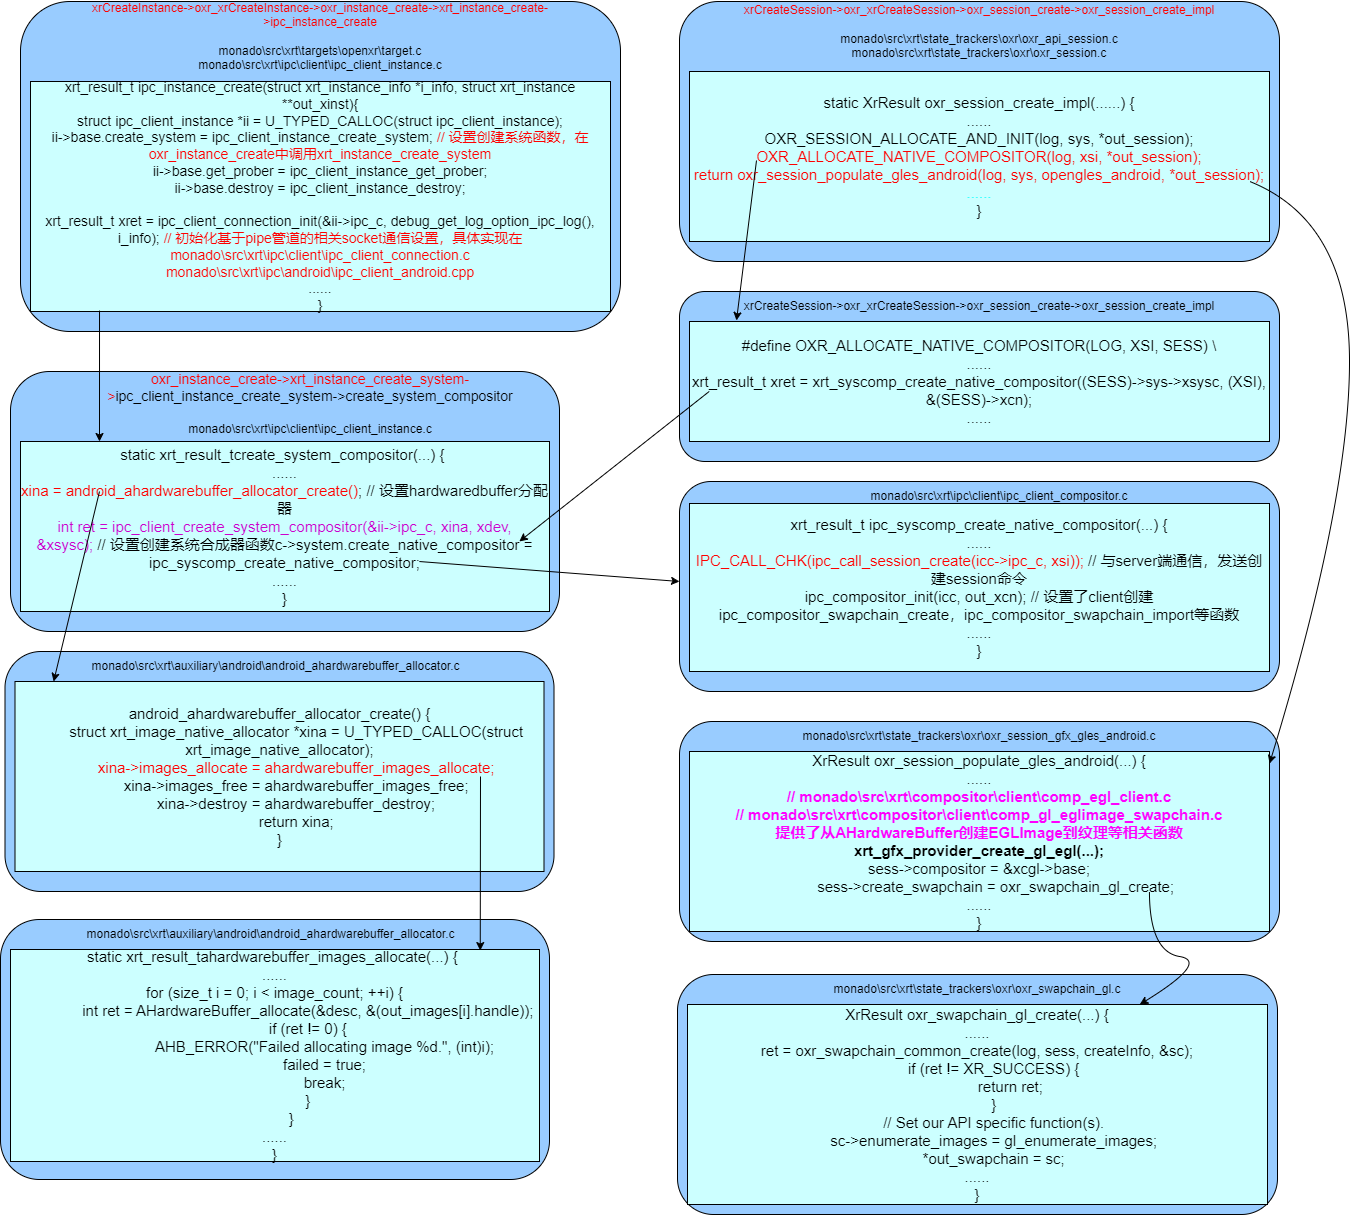 xrCreateInstance->oxr_xrCreateInstance->oxr_instance_create->xrt_instance_create-
>ipc_instance_create
monado\src\xrt\targets\openxr\target.c
monado\src\xrt\ipc\client\ipc_client_instance.c
xrt_result_t ipc_instance_create(struct xrt_instance_info *i_info, struct xrt_instance
**out_xinst){
struct ipc_client_instance *ii = U_TYPED_CALLOC(struct ipc_client_instance);
ii->base.create_system = ipc_client_instance_create_system; // 设置创建系统函数，在
oxr_instance_create中调用xrt_instance_create_system
ii->base.get_prober = ipc_client_instance_get_prober;
ii->base.destroy = ipc_client_instance_destroy;
xrt_result_t xret = ipc_client_connection_init(&ii->ipc_c, debug_get_log_option_ipc_log(),
i_info); // 初始化基于pipe管道的相关socket通信设置，具体实现在
monado\src\xrt\ipc\client\ipc_client_connection.c
monado\src\xrt\ipc\android\ipc_client_android.cpp
......
}
oxr_instance_create->xrt_instance_create_system-
>ipc_client_instance_create_system->create_system_compositor
monado\src\xrt\ipc\client\ipc_client_instance.c
static xrt_result_tcreate_system_compositor(...) {
......
xina = android_ahardwarebuffer_allocator_create(); // 设置hardwaredbuffer分配
器
int ret = ipc_client_create_system_compositor(&ii->ipc_c, xina, xdev,
&xsysc); // 设置创建系统合成器函数c->system.create_native_compositor =
ipc_syscomp_create_native_compositor;
......
}
monado\src\xrt\auxiliary\android\android_ahardwarebuffer_allocator.c
android_ahardwarebuffer_allocator_create() {
struct xrt_image_native_allocator *xina = U_TYPED_CALLOC(struct
xrt_image_native_allocator);
xina->images_allocate = ahardwarebuffer_images_allocate;
xina->images_free = ahardwarebuffer_images_free;
xina->destroy = ahardwarebuffer_destroy;
return xina;
}
monado\src\xrt\auxiliary\android\android_ahardwarebuffer_allocator.c
static xrt_result_tahardwarebuffer_images_allocate(...) {
......
for (size_t i = 0; i < image_count; ++i) {
int ret = AHardwareBuffer_allocate(&desc, &(out_images[i].handle));
if (ret != 0) {
AHB_ERROR("Failed allocating image %d.", (int)i);
failed = true;
break;
}
}
......
}
xrCreateSession->oxr_xrCreateSession->oxr_session_create->oxr_session_create_impl
monado\src\xrt\state_trackers\oxr\oxr_api_session.c
monado\src\xrt\state_trackers\oxr\oxr_session.c
static XrResult oxr_session_create_impl(......) {
......
OXR_SESSION_ALLOCATE_AND_INIT(log, sys, *out_session);
OXR_ALLOCATE_NATIVE_COMPOSITOR(log, xsi, *out_session);
return oxr_session_populate_gles_android(log, sys, opengles_android, *out_session);
......
}
xrCreateSession->oxr_xrCreateSession->oxr_session_create->oxr_session_create_impl
#define OXR_ALLOCATE_NATIVE_COMPOSITOR(LOG, XSI, SESS) \
......
xrt_result_t xret = xrt_syscomp_create_native_compositor((SESS)->sys->xsysc, (XSI),
&(SESS)->xcn);
......
monado\src\xrt\ipc\client\ipc_client_compositor.c
xrt_result_t ipc_syscomp_create_native_compositor(...) {
......
IPC_CALL_CHK(ipc_call_session_create(icc->ipc_c, xsi)); // 与server端通信，发送创
建session命令
ipc_compositor_init(icc, out_xcn); // 设置了client创建
ipc_compositor_swapchain_create，ipc_compositor_swapchain_import等函数
......
}
monado\src\xrt\state_trackers\oxr\oxr_session_gfx_gles_android.c
XrResult oxr_session_populate_gles_android(...) {
......
// monado\src\xrt\compositor\client\comp_egl_client.c
// monado\src\xrt\compositor\client\comp_gl_eglimage_swapchain.c
提供了从AHardwareBuffer创建EGLImage到纹理等相关函数
xrt_gfx_provider_create_gl_egl(...);
sess->compositor = &xcgl->base;
sess->create_swapchain = oxr_swapchain_gl_create;
......
}
monado\src\xrt\state_trackers\oxr\oxr_swapchain_gl.c
XrResult oxr_swapchain_gl_create(...) {
......
ret = oxr_swapchain_common_create(log, sess, createInfo, &sc);
if (ret != XR_SUCCESS) {
return ret;
}
// Set our API specific function(s).
sc->enumerate_images = gl_enumerate_images;
*out_swapchain = sc;
......
}